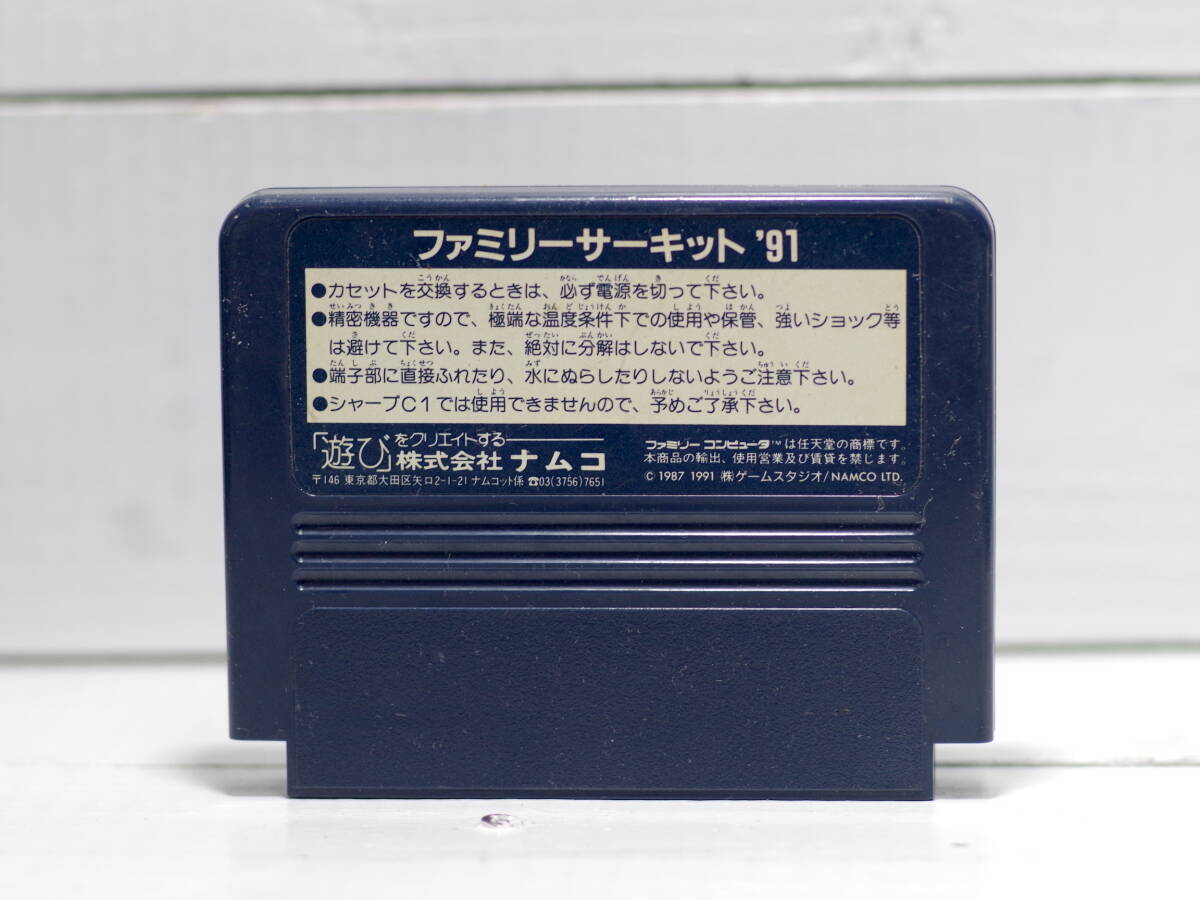 ファミリーサーキット '91
●カセットを交換するときは、必ず電源を切って下さい。
●精密機器ですので、極端な温度条件下での使用や保管、強いショック等
は避けて下さい。また、絶対に分解はしないで下さい。
●端子部に直接ふれたり、水にぬらしたりしないようご注意下さい。
●シャープC1では使用できませんので、予めご了承下さい。
「遊び」をクリエイトする
株式会社 ナムコ
〒146 東京都大田区矢口2-1-21 ナムコット係 ☎03(3756)7651
ファミリー コンピュータ™は任天堂の商標です。
本商品の輸出、使用営業及び賃貸を禁じます。
© 1987 1991 ㈱ゲームスタジオ/NAMCO LTD.